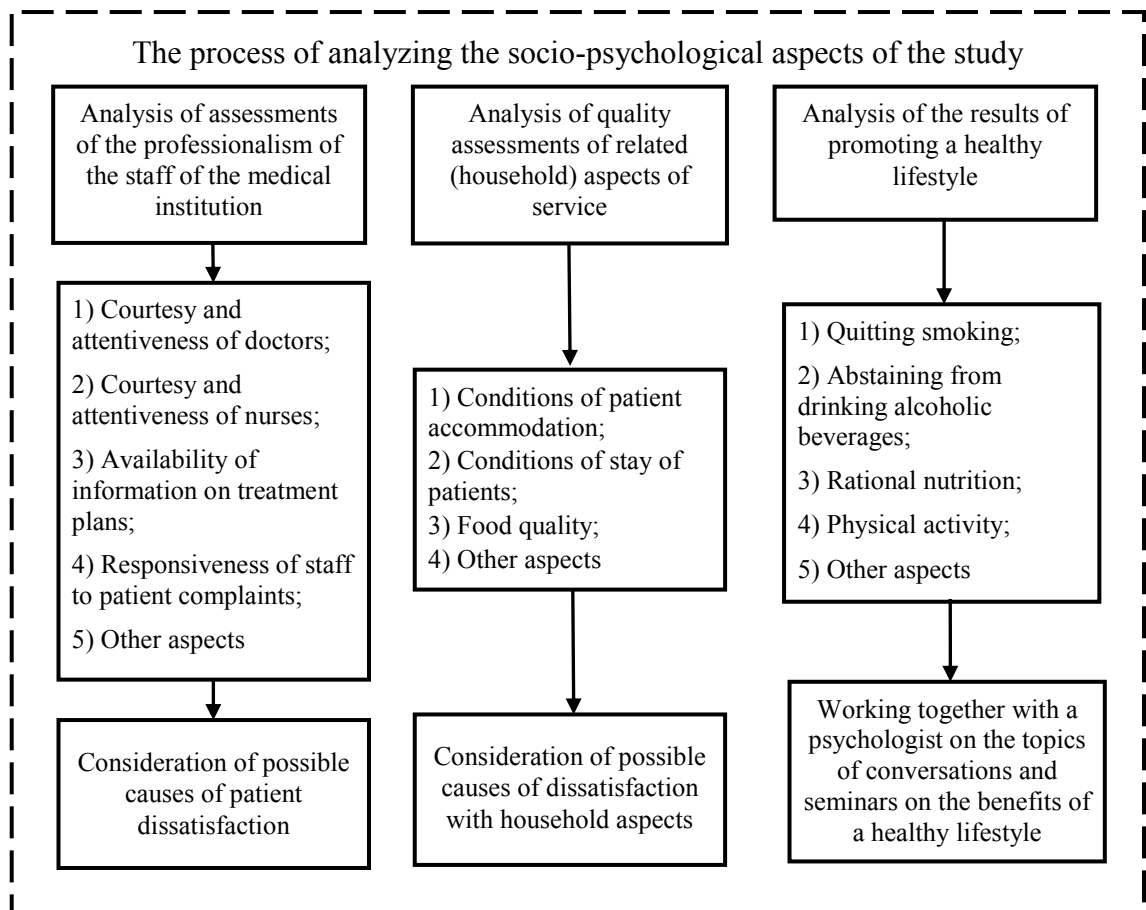 The process of analyzing the socio-psychological aspects of the study
Analysis of assessments
of the professionalism of
the staff of the medical
institution
1) Courtesy and
attentiveness of doctors;
2) Courtesy and
attentiveness of nurses;
3) Availability of
information on treatment
plans;
4) Responsiveness of staff
to patient complaints;
5) Other aspects
Consideration of possible
causes of patient
dissatisfaction
Analysis of quality
assessments of related
(household) aspects of
service
1) Conditions of patient
accommodation;
2) Conditions of stay of
patients;
3) Food quality;
4) Other aspects
Consideration of possible
causes of dissatisfaction
with household aspects
Analysis of the results of
promoting a healthy
lifestyle
1) Quitting smoking;
2) Abstaining from
drinking alcoholic
beverages;
3) Rational nutrition;
4) Physical activity;
5) Other aspects
Working together with a
psychologist on the topics
of conversations and
seminars on the benefits of
a healthy lifestyle